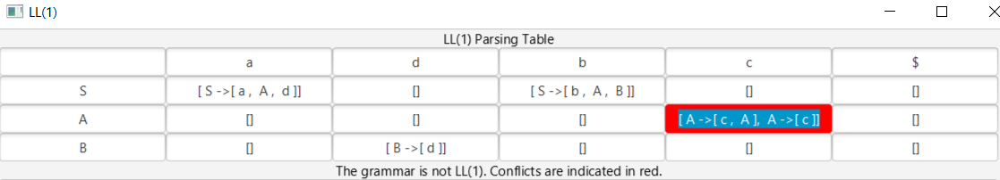 LL(1)
LL(1) Parsing Table
a d b c $
S [ S ->[ a , A , d ]] [] [ S ->[ b , A , B ]] [] []
A [] [] [] [ A ->[ c , A ], A ->[ c ]] []
B [] [ B ->[ d ]] [] [] []
The grammar is not LL(1). Conflicts are indicated in red.